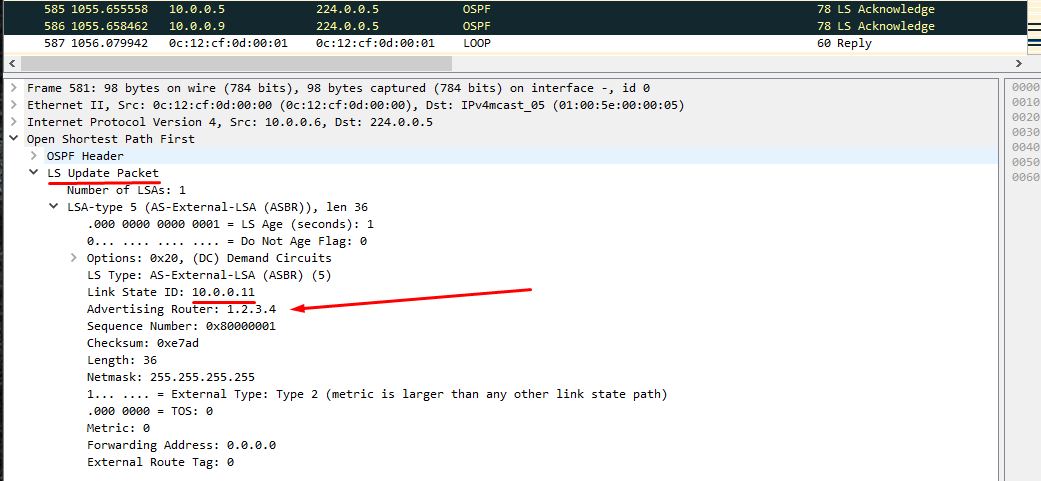 585 1055.655558 10.0.0.5 224.0.0.5 OSPF 78 LS Acknowledge
586 1055.658462 10.0.0.9 224.0.0.5 OSPF 78 LS Acknowledge
587 1056.079942 0c:12:cf:0d:00:01 0c:12:cf:0d:00:01 LOOP 60 Reply
Frame 581: 98 bytes on wire (784 bits), 98 bytes captured (784 bits) on interface -, id 0
Ethernet II, Src: 0c:12:cf:0d:00:00 (0c:12:cf:0d:00:00), Dst: IPv4mcast_05 (01:00:5e:00:00:05)
Internet Protocol Version 4, Src: 10.0.0.6, Dst: 224.0.0.5
Open Shortest Path First
OSPF Header
LS Update Packet
Number of LSAs: 1
LSA-type 5 (AS-External-LSA (ASBR)), len 36
.000 0000 0000 0001 = LS Age (seconds): 1
0... .... .... .... = Do Not Age Flag: 0
Options: 0x20, (DC) Demand Circuits
LS Type: AS-External-LSA (ASBR) (5)
Link State ID: 10.0.0.11
Advertising Router: 1.2.3.4
Sequence Number: 0x80000001
Checksum: 0xe7ad
Length: 36
Netmask: 255.255.255.255
1... .... = External Type: Type 2 (metric is larger than any other link state path)
.000 0000 = TOS: 0
Metric: 0
Forwarding Address: 0.0.0.0
External Route Tag: 0
0000
0010
0020
0030
0040
0050
0060